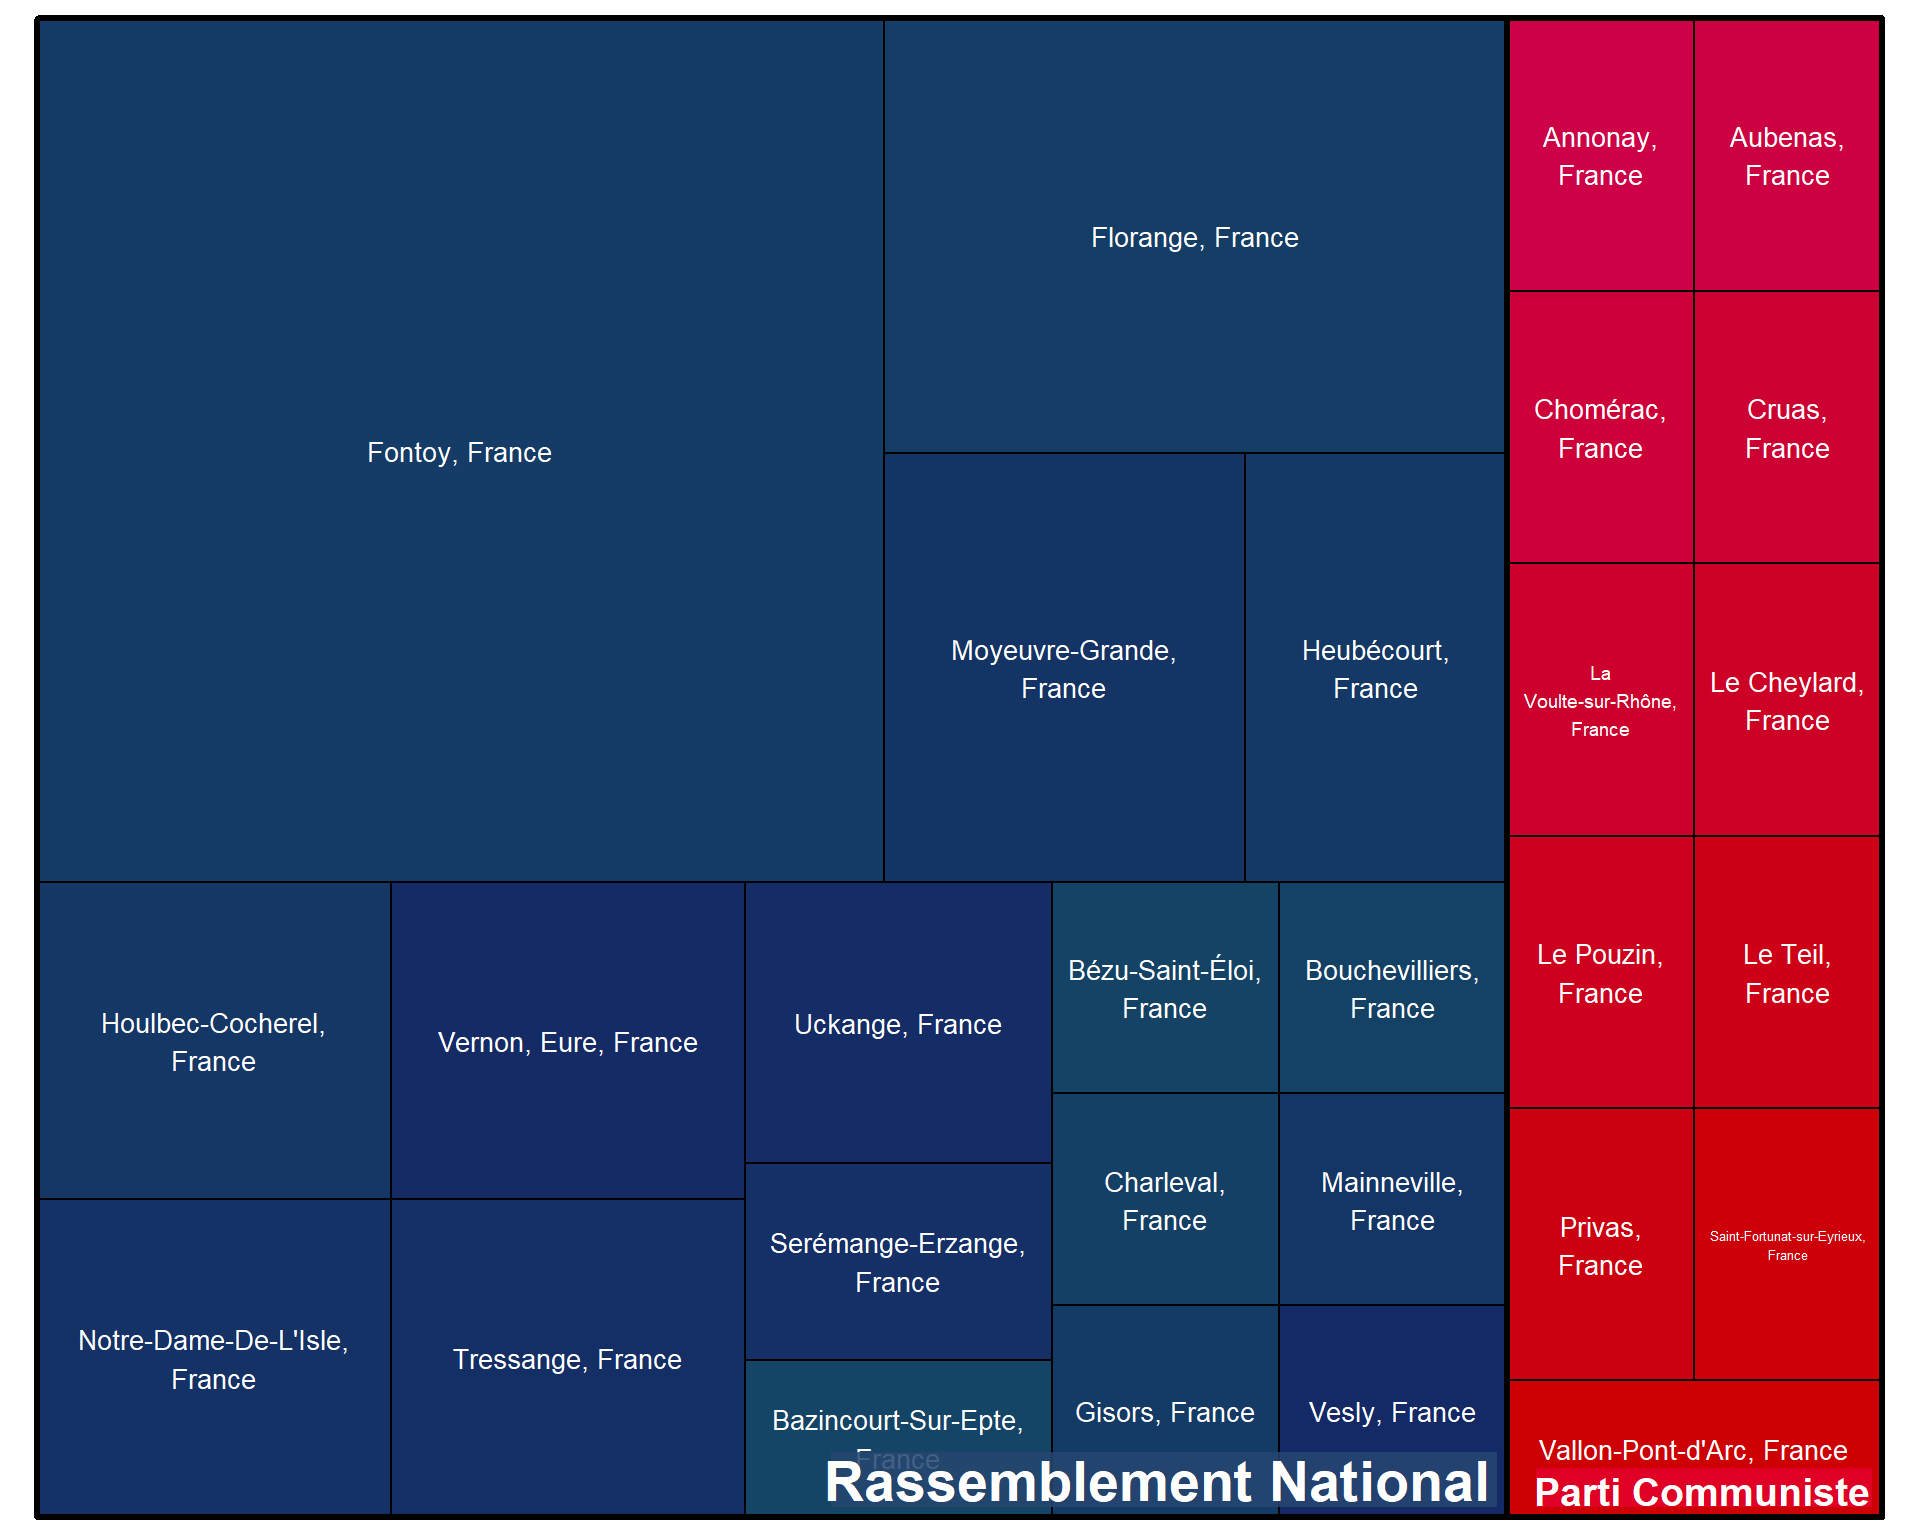 Fontoy, France
Florange, France
Moyeuvre-Grande,
France
Heubécourt,
France
Houlbec-Cocherel,
France
Vernon, Eure, France
Uckange, France
Bézu-Saint-Éloi,
France
Bouchevilliers,
France
Charleval,
France
Mainneville,
France
Notre-Dame-De-L'Isle,
France
Tressange, France
Serémange-Erzange,
France
Bazincourt-Sur-Epte,
France
Gisors, France
Vesly, France
Rassemblement National
Annonay,
France
Aubenas,
France
Chomérac,
France
Cruas,
France
La
Voulte-sur-Rhône,
France
Le Cheylard,
France
Le Pouzin,
France
Le Teil,
France
Privas,
France
Saint-Fortunat-sur-Eyrieux,
France
Vallon-Pont-d'Arc, France
Parti Communiste